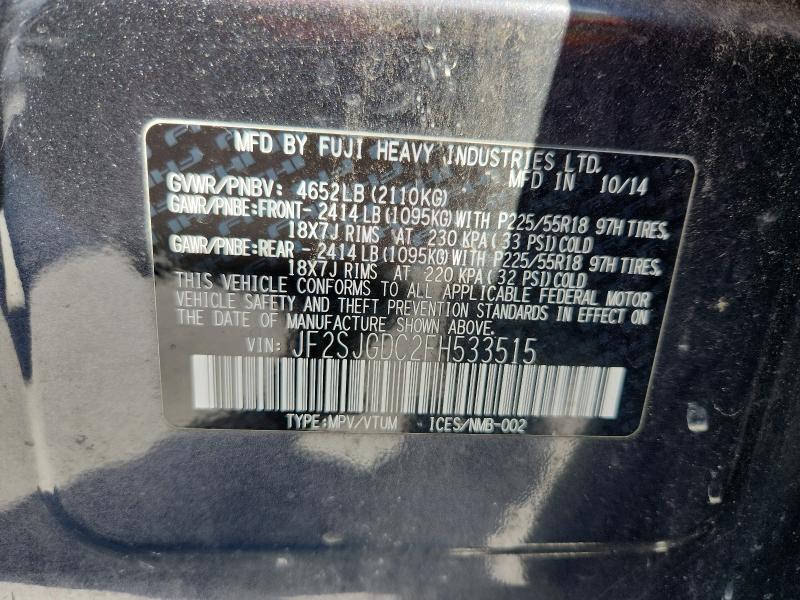 MFD BY FUJI HEAVY INDUSTRIES LTD.
MFD IN 10/14
GVWR/PNBV: 4652LB (2110KG)
GAWR/PNBE:FRONT- 2414LB (1095KG) WITH P225/55R18 97H TIRES,
18X7J RIMS AT 230 KPA (33 PSI) COLD
GAWR/PNBE:REAR - 2414LB (1095KG) WITH P225/55R18 97H TIRES,
18X7J RIMS AT 220 KPA (32 PSI) COLD
THIS VEHICLE CONFORMS TO ALL APPLICABLE FEDERAL MOTOR
VEHICLE SAFETY AND THEFT PREVENTION STANDARDS IN EFFECT ON
THE DATE OF MANUFACTURE SHOWN ABOVE.
VIN: JF2SJGDC2FH533515
TYPE:MPV/VTUM ICES/NMB-002